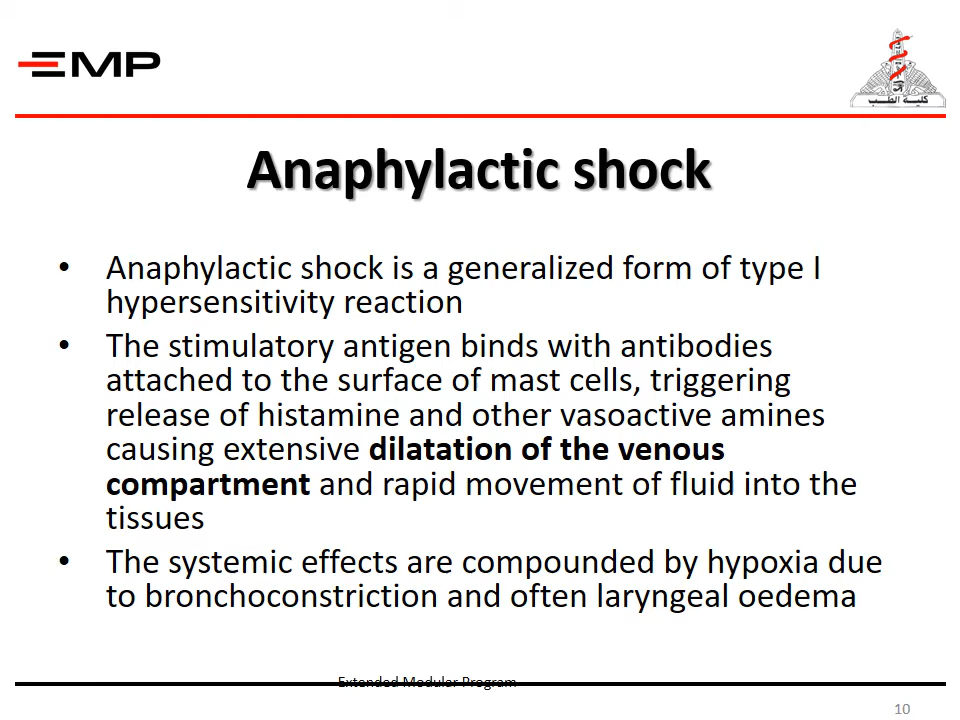 EMP
كلية الطب
Anaphylactic shock
• Anaphylactic shock is a generalized form of type I
hypersensitivity reaction
• The stimulatory antigen binds with antibodies
attached to the surface of mast cells, triggering
release of histamine and other vasoactive amines
causing extensive dilatation of the venous
compartment and rapid movement of fluid into the
tissues
• The systemic effects are compounded by hypoxia due
to bronchoconstriction and often laryngeal oedema
Extended Modular Program
10